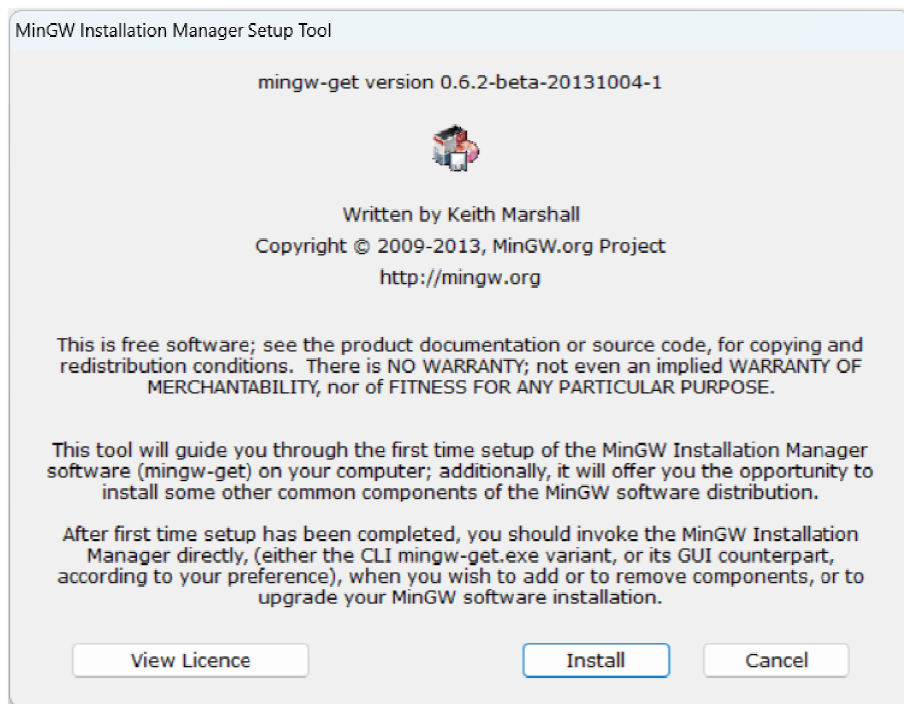 MinGW Installation Manager Setup Tool
mingw-get version 0.6.2-beta-20131004-1
Written by Keith Marshall
Copyright © 2009-2013, MinGW.org Project
http://mingw.org
This is free software; see the product documentation or source code, for copying and
redistribution conditions.  There is NO WARRANTY; not even an implied WARRANTY OF
MERCHANTABILITY, nor of FITNESS FOR ANY PARTICULAR PURPOSE.
This tool will guide you through the first time setup of the MinGW Installation Manager
software (mingw-get) on your computer; additionally, it will offer you the opportunity to
install some other common components of the MinGW software distribution.
After first time setup has been completed, you should invoke the MinGW Installation
Manager directly, (either the CLI mingw-get.exe variant, or its GUI counterpart,
according to your preference), when you wish to add or to remove components, or to
upgrade your MinGW software installation.
View Licence Install Cancel